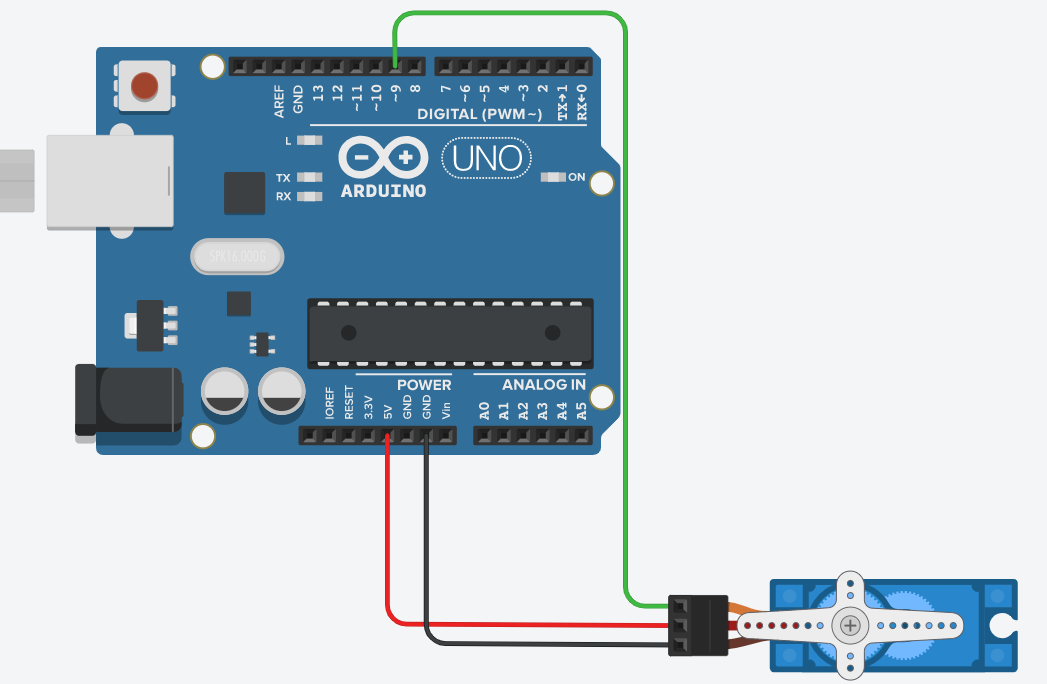 AREF
GND
13
12
~11
~10
~9
8
7
~6
~5
4
~3
2
TX→1
RX←0
DIGITAL (PWM~)
L
TX
RX
ARDUINO
UNO
ON
SPK16.000G
POWER
ANALOG IN
IOREF
RESET
3.3V
5V
GND
GND
Vin
A0
A1
A2
A3
A4
A5